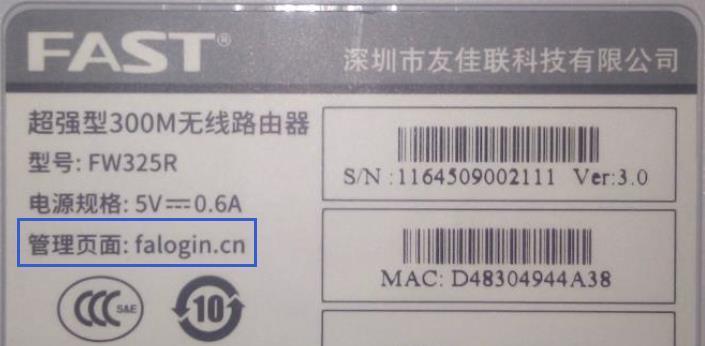 FAST®
深圳市友佳联科技有限公司
超强型300M无线路由器
型号: FW325R
电源规格: 5V⎓0.6A
管理页面: falogin.cn
S/N :1164509002111 Ver:3.0
MAC: D48304944A38
CCC S&E
10